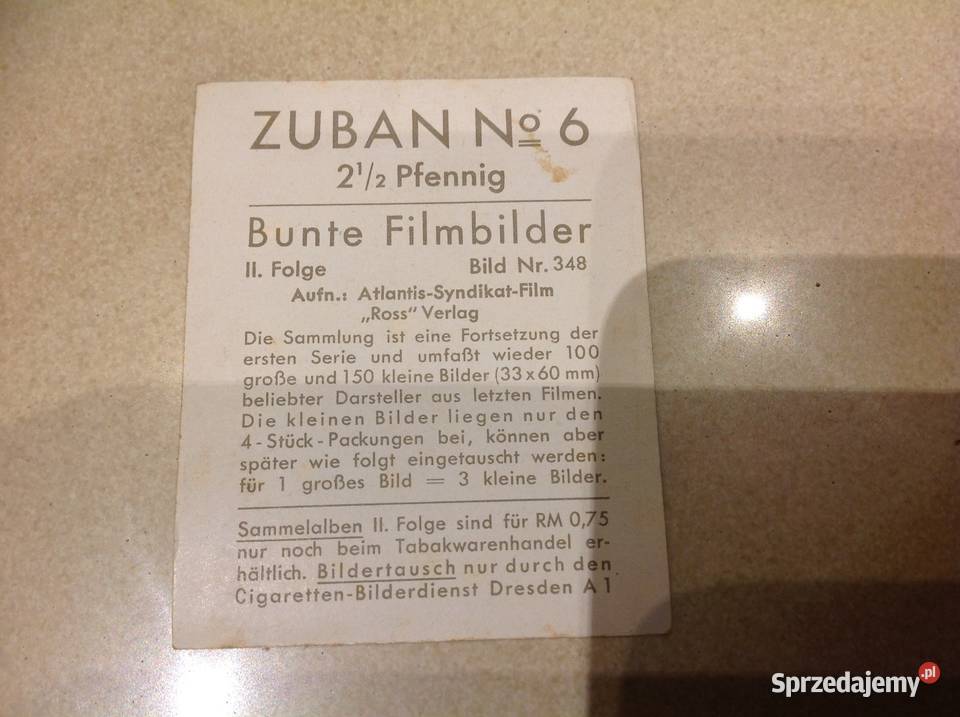 ZUBAN Nº 6
2½ Pfennig
Bunte Filmbilder
II. Folge Bild Nr. 348
Aufn.: Atlantis-Syndikat-Film
„Ross" Verlag
Die Sammlung ist eine Fortsetzung der
ersten Serie und umfaßt wieder 100
große und 150 kleine Bilder (33 x 60 mm)
beliebter Darsteller aus letzten Filmen.
Die kleinen Bilder liegen nur den
4-Stück-Packungen bei, können aber
später wie folgt eingetauscht werden:
für 1 großes Bild = 3 kleine Bilder.
Sammelalben II. Folge sind für RM 0,75
nur noch beim Tabakwarenhandel er-
hältlich. Bildertausch nur durch den
Cigaretten-Bilderdienst Dresden A 1
Sprzedajemy.pl